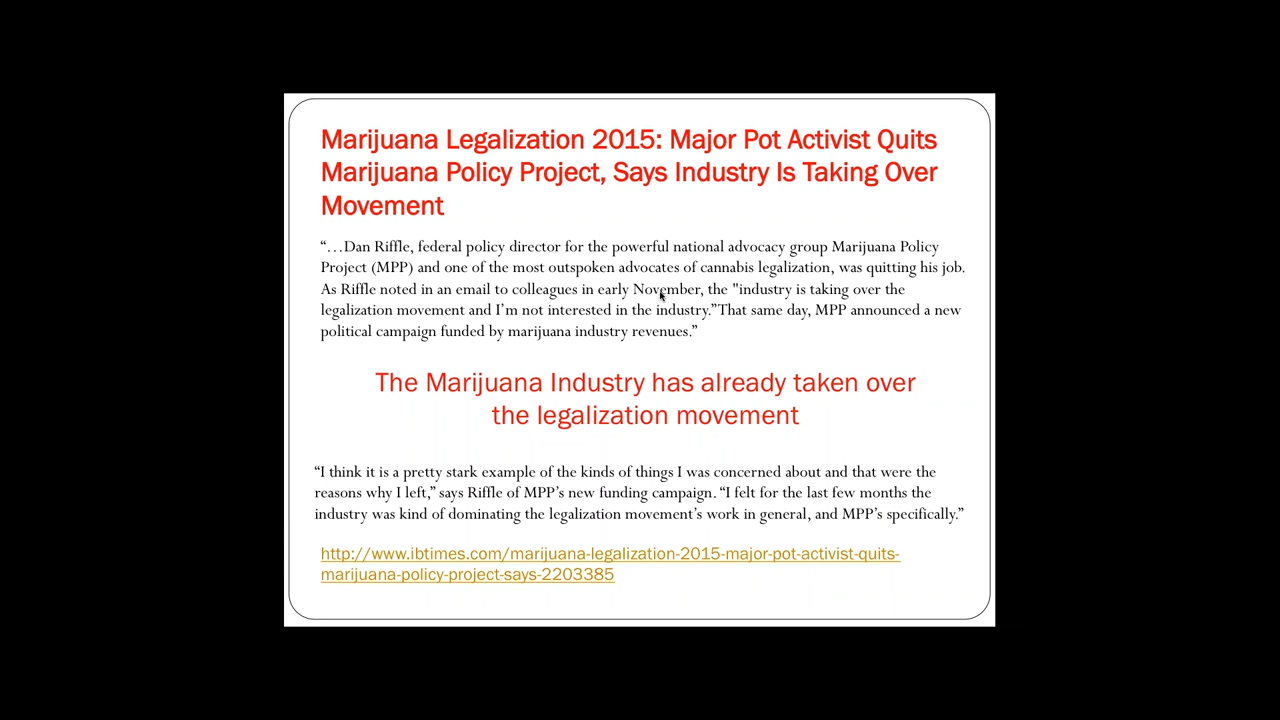 Marijuana Legalization 2015: Major Pot Activist Quits
Marijuana Policy Project, Says Industry Is Taking Over
Movement
“…Dan Riffle, federal policy director for the powerful national advocacy group Marijuana Policy
Project (MPP) and one of the most outspoken advocates of cannabis legalization, was quitting his job.
As Riffle noted in an email to colleagues in early November, the "industry is taking over the
legalization movement and I’m not interested in the industry.” That same day, MPP announced a new
political campaign funded by marijuana industry revenues.”
The Marijuana Industry has already taken over
the legalization movement
“I think it is a pretty stark example of the kinds of things I was concerned about and that were the
reasons why I left,” says Riffle of MPP’s new funding campaign. “I felt for the last few months the
industry was kind of dominating the legalization movement’s work in general, and MPP’s specifically.”
http://www.ibtimes.com/marijuana-legalization-2015-major-pot-activist-quits-
marijuana-policy-project-says-2203385